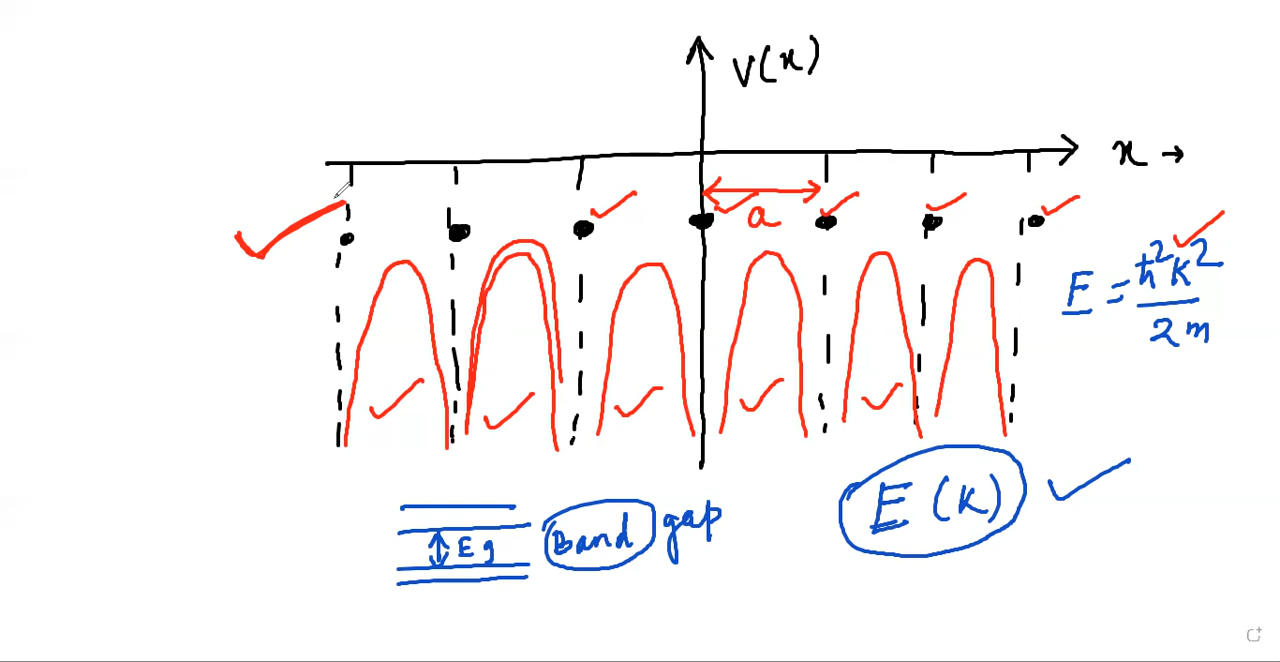 V(x)
x →
a
E = ħ²k²/2m
E(k)
Eg
Band gap